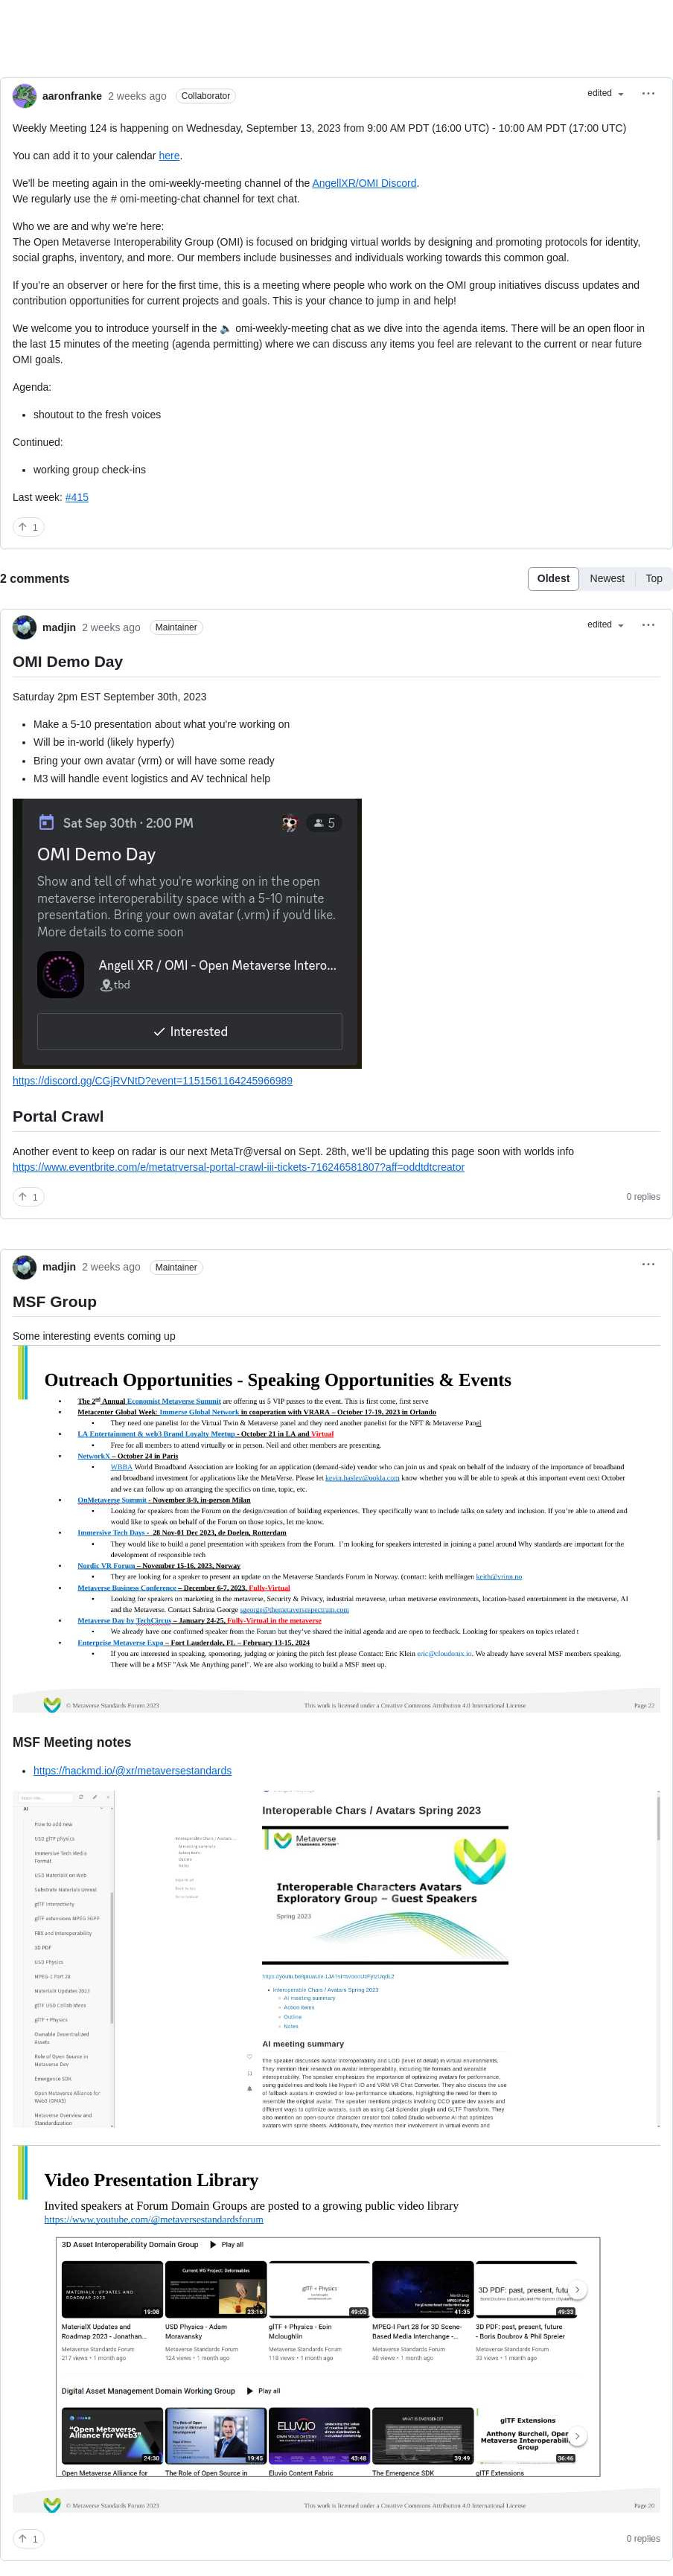 aaronfranke 2 weeks ago Collaborator edited
Weekly Meeting 124 is happening on Wednesday, September 13, 2023 from 9:00 AM PDT (16:00 UTC) - 10:00 AM PDT (17:00 UTC)
You can add it to your calendar here.
We'll be meeting again in the omi-weekly-meeting channel of the AngellXR/OMI Discord.
We regularly use the # omi-meeting-chat channel for text chat.
Who we are and why we're here:
The Open Metaverse Interoperability Group (OMI) is focused on bridging virtual worlds by designing and promoting protocols for identity,
social graphs, inventory, and more. Our members include businesses and individuals working towards this common goal.
If you're an observer or here for the first time, this is a meeting where people who work on the OMI group initiatives discuss updates and
contribution opportunities for current projects and goals. This is your chance to jump in and help!
We welcome you to introduce yourself in the 🔈 omi-weekly-meeting chat as we dive into the agenda items. There will be an open floor in
the last 15 minutes of the meeting (agenda permitting) where we can discuss any items you feel are relevant to the current or near future
OMI goals.
Agenda:
• shoutout to the fresh voices
Continued:
• working group check-ins
Last week: #415
1
2 comments
Oldest Newest Top
madjin 2 weeks ago Maintainer edited
OMI Demo Day
Saturday 2pm EST September 30th, 2023
• Make a 5-10 presentation about what you're working on
• Will be in-world (likely hyperfy)
• Bring your own avatar (vrm) or will have some ready
• M3 will handle event logistics and AV technical help
Sat Sep 30th · 2:00 PM 5
OMI Demo Day
Show and tell of what you're working on in the open
metaverse interoperability space with a 5-10 minute
presentation. Bring your own avatar (.vrm) if you'd like.
More details to come soon
Angell XR / OMI - Open Metaverse Intero...
tbd
Interested
https://discord.gg/CGjRVNtD?event=1151561164245966989
Portal Crawl
Another event to keep on radar is our next MetaTr@versal on Sept. 28th, we'll be updating this page soon with worlds info
https://www.eventbrite.com/e/metatrversal-portal-crawl-iii-tickets-716246581807?aff=oddtdtcreator
1 0 replies
madjin 2 weeks ago Maintainer
MSF Group
Some interesting events coming up
Outreach Opportunities - Speaking Opportunities & Events
• The 2nd Annual Economist Metaverse Summit are offering us 5 VIP passes to the event. This is first come, first serve
• Metacenter Global Week: Immerse Global Network in cooperation with VRARA – October 17-19, 2023 in Orlando
• They need one panelist for the Virtual Twin & Metaverse panel and they need another panelist for the NFT & Metaverse Panel
• LA Entertainment & web3 Brand Loyalty Meetup - October 21 in LA and Virtual
• Free for all members to attend virtually or in person. Neil and other members are presenting.
• NetworkX – October 24 in Paris
• WBBA World Broadband Association are looking for an application (demand-side) vendor who can join us and speak on behalf of the industry of the importance of broadband
and broadband investment for applications like the MetaVerse. Please let kevin.hasley@ookla.com know whether you will be able to speak at this important event next October
and we can follow up on arranging the specifics on time, topic, etc.
• OnMetaverse Summit - November 8-9, in-person Milan
• Looking for speakers from the Forum on the design/creation of building experiences. They specifically want to include talks on safety and inclusion. If you're able to attend and
would like to speak on behalf of the Forum on those topics, let me know.
• Immersive Tech Days - 28 Nov-01 Dec 2023, de Doelen, Rotterdam
• They would like to build a panel presentation with speakers from the Forum. I'm looking for speakers interested in joining a panel around Why standards are important for the
development of responsible tech
• Nordic VR Forum – November 15-16, 2023, Norway
• They are looking for a speaker to present an update on the Metaverse Standards Forum in Norway. (contact: keith mellingen keith@vrinn.no
• Metaverse Business Conference – December 6-7, 2023, Fully-Virtual
• Looking for speakers on marketing in the metaverse, Security & Privacy, industrial metaverse, urban metaverse environments, location-based entertainment in the metaverse, AI
and the Metaverse. Contact Sabrina George sgeorge@themetaversespectrum.com
• Metaverse Day by TechCircus – January 24-25, Fully-Virtual in the metaverse
• We already have one confirmed speaker from the Forum but they've shared the initial agenda and are open to feedback. Looking for speakers on topics related t
• Enterprise Metaverse Expo – Fort Lauderdale, FL – February 13-15, 2024
• If you are interested in speaking, sponsoring, judging or joining the pitch fest please Contact: Eric Klein eric@cloudonix.io. We already have several MSF members speaking.
There will be a MSF "Ask Me Anything panel". We are also working to build a MSF meet up.
© Metaverse Standards Forum 2023 This work is licensed under a Creative Commons Attribution 4.0 International License Page 22
MSF Meeting notes
• https://hackmd.io/@xr/metaversestandards
AI
How to add new
USD glTF physics
Immersive Tech Media
Format
USD MaterialX on Web
Substrate Materials Unreal
glTF Interactivity
glTF extensions MPEG 3GPP
PBR and Interoperability
3D PDF
USD Physics
MPEG-1 Part 28
MaterialX Updates 2023
glTF USD Collab Ideas
glTF + Physics
Ownable Decentralized
Assets
Role of Open Source in
Metaverse Dev
Emergence SDK
Open Metaverse Alliance for
Web3 (OMA3)
Metaverse Overview and
Standardization
Interoperable Chars / Avatars Spring 2023
Metaverse
STANDARDS FORUM
Interoperable Characters Avatars
Exploratory Group – Guest Speakers
Spring 2023
• Interoperable Chars / Avatars Spring 2023
AI meeting summary
Action items
Outline
Notes
AI meeting summary
The speaker discusses avatar interoperability and LOD (level of detail) in virtual environments.
They mention their research on avatar interoperability, including file formats and wearable
interoperability. The speaker emphasizes the importance of optimizing avatars for performance,
using guidelines and tools like Hyperfi IO and VRM VR Chat Converter. They also discuss the use
of fallback avatars in crowded or low-performance situations, highlighting the need for them to
resemble the original avatar. The speaker mentions projects involving CC0 game dev assets and
different ways to optimize avatars, such as using Cat Splender plugin and GLTF Transform. They
also mention an open-source character creator tool called Studio webaverse AI that optimizes
avatars with sprite sheets. Additionally, they mention their involvement in virtual events and
Video Presentation Library
Invited speakers at Forum Domain Groups are posted to a growing public video library
https://www.youtube.com/@metaversestandardsforum
3D Asset Interoperability Domain Group Play all
MATERIALX: UPDATES AND
ROADMAP 2023
19:08
Current WG Project: Deformables
23:16
glTF + Physics
49:05
41:35
3D PDF: past, present, futu
49:33
MaterialX Updates and
Roadmap 2023 - Jonathan...
Metaverse Standards Forum
217 views • 1 month ago
USD Physics - Adam
Moravansky
Metaverse Standards Forum
124 views • 1 month ago
glTF + Physics - Eoin
Mcloughlin
Metaverse Standards Forum
118 views • 1 month ago
MPEG-I Part 28 for 3D Scene-
Based Media Interchange -...
Metaverse Standards Forum
40 views • 1 month ago
3D PDF: past, present, future
- Boris Doubrov & Phil Spreier
Metaverse Standards Forum
33 views • 1 month ago
Digital Asset Management Domain Working Group Play all
"Open Metaverse
Alliance for Web3"
24:30
The Role of Open Source in
Metaverse Development
19:45
ELUV.IO
43:48
WHAT IS EMERGENCE?
39:49
glTF Extensions
Anthony Burchell, Open
Metaverse Interoperability
Group
56:46
Open Metaverse Alliance for
The Role of Open Source in
Eluvio Content Fabric
The Emergence SDK
glTF Extensions
© Metaverse Standards Forum 2023 This work is licensed under a Creative Commons Attribution 4.0 International License Page 20
1 0 replies